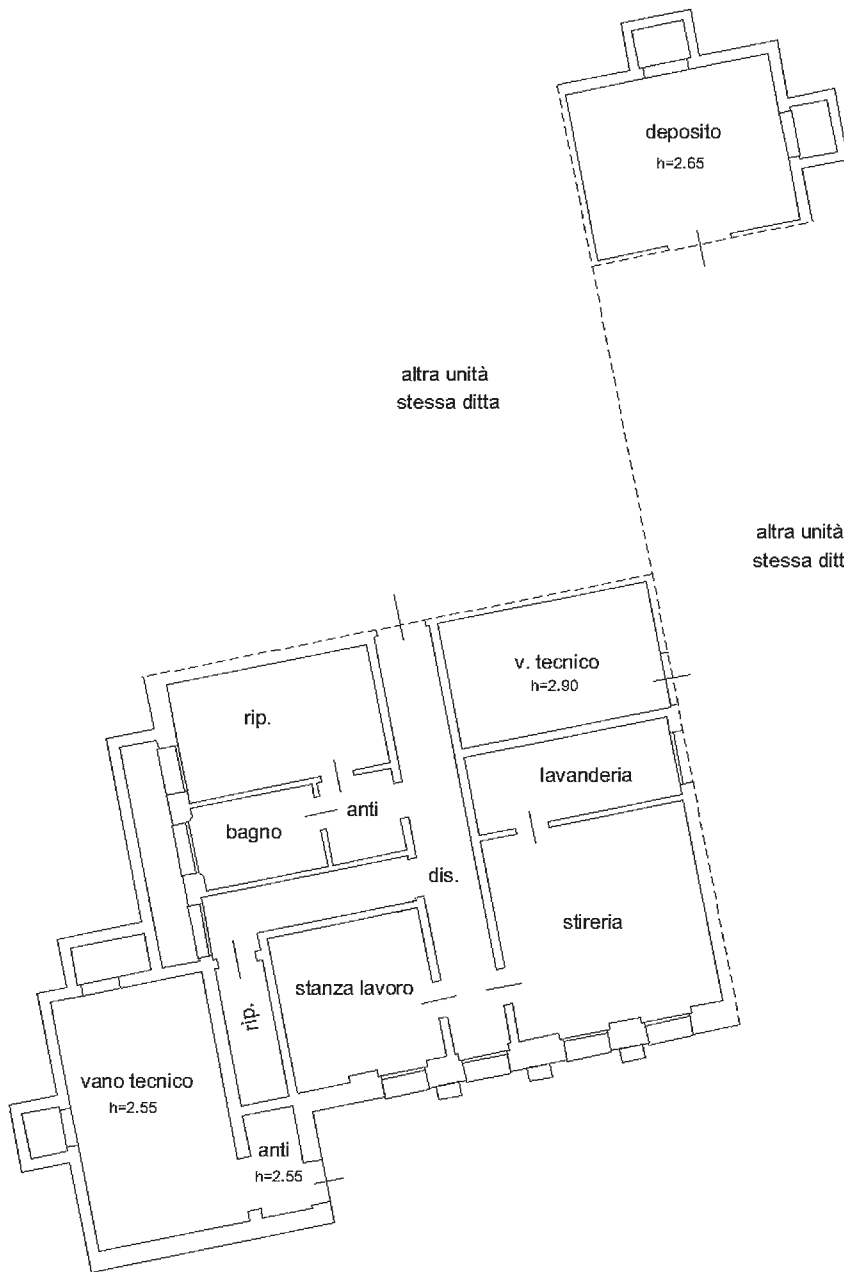 deposito
h=2.65
altra unità
stessa ditta
altra unità
stessa ditt
v. tecnico
h=2.90
rip.
lavanderia
anti
bagno
dis.
stireria
stanza lavoro
rip.
vano tecnico
h=2.55
anti
h=2.55